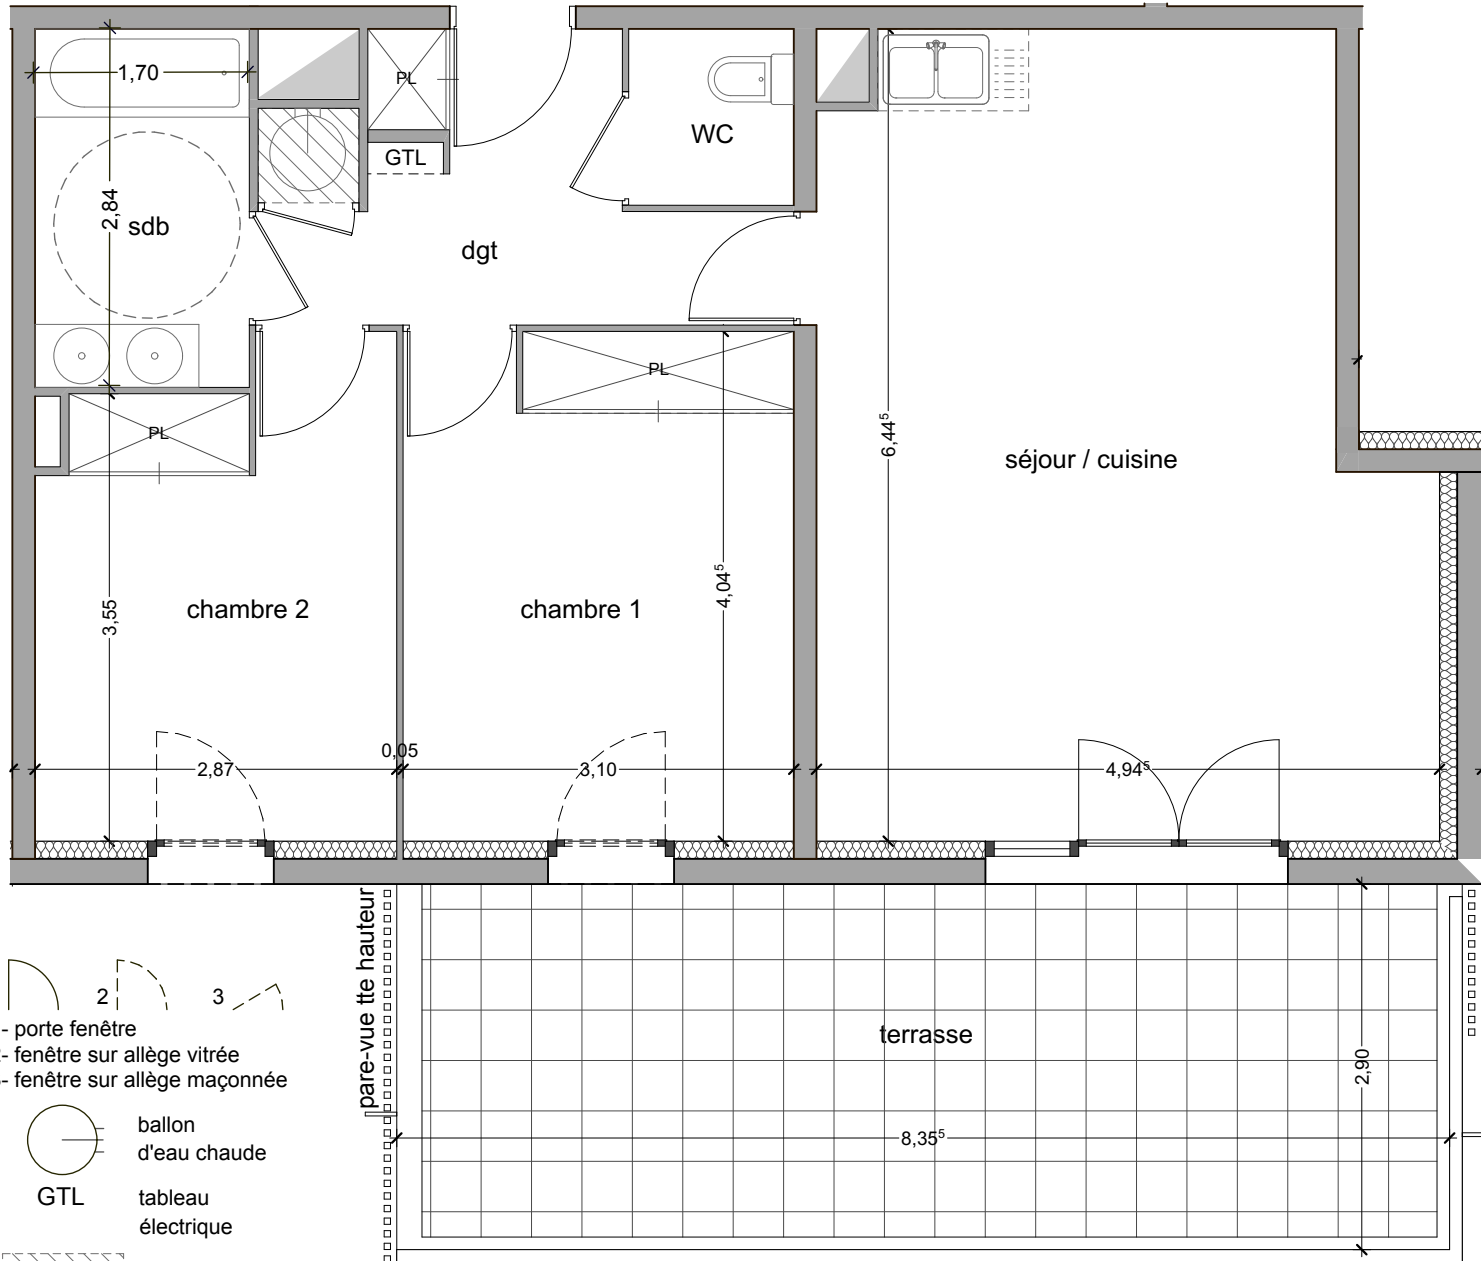 1,70
PL
GTL
WC
2,84
sdb
dgt
PL
PL
6,44⁵
séjour / cuisine
3,55
chambre 2
chambre 1
4,04⁵
0,05
2,87
3,10
4,94⁵
pare-vue tte hauteur
2
3
- porte fenêtre
- fenêtre sur allège vitrée
- fenêtre sur allège maçonnée
terrasse
2,90
8,35⁵
ballon
d'eau chaude
GTL
tableau
électrique